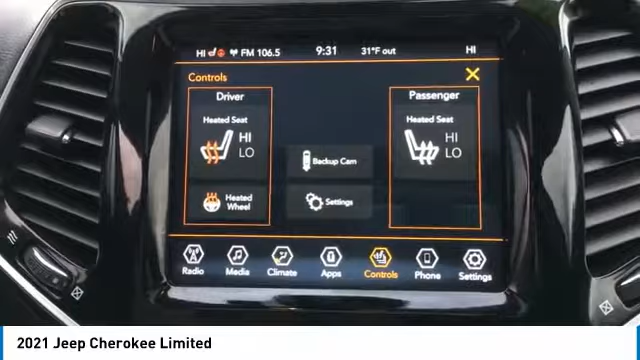 HI FM 106.5 9:31 31°F out HI
Controls
Driver
Heated Seat
HI
LO
Heated
Wheel
Backup Cam
Settings
Passenger
Heated Seat
HI
LO
Radio Media Climate Apps Controls Phone Settings
2021 Jeep Cherokee Limited